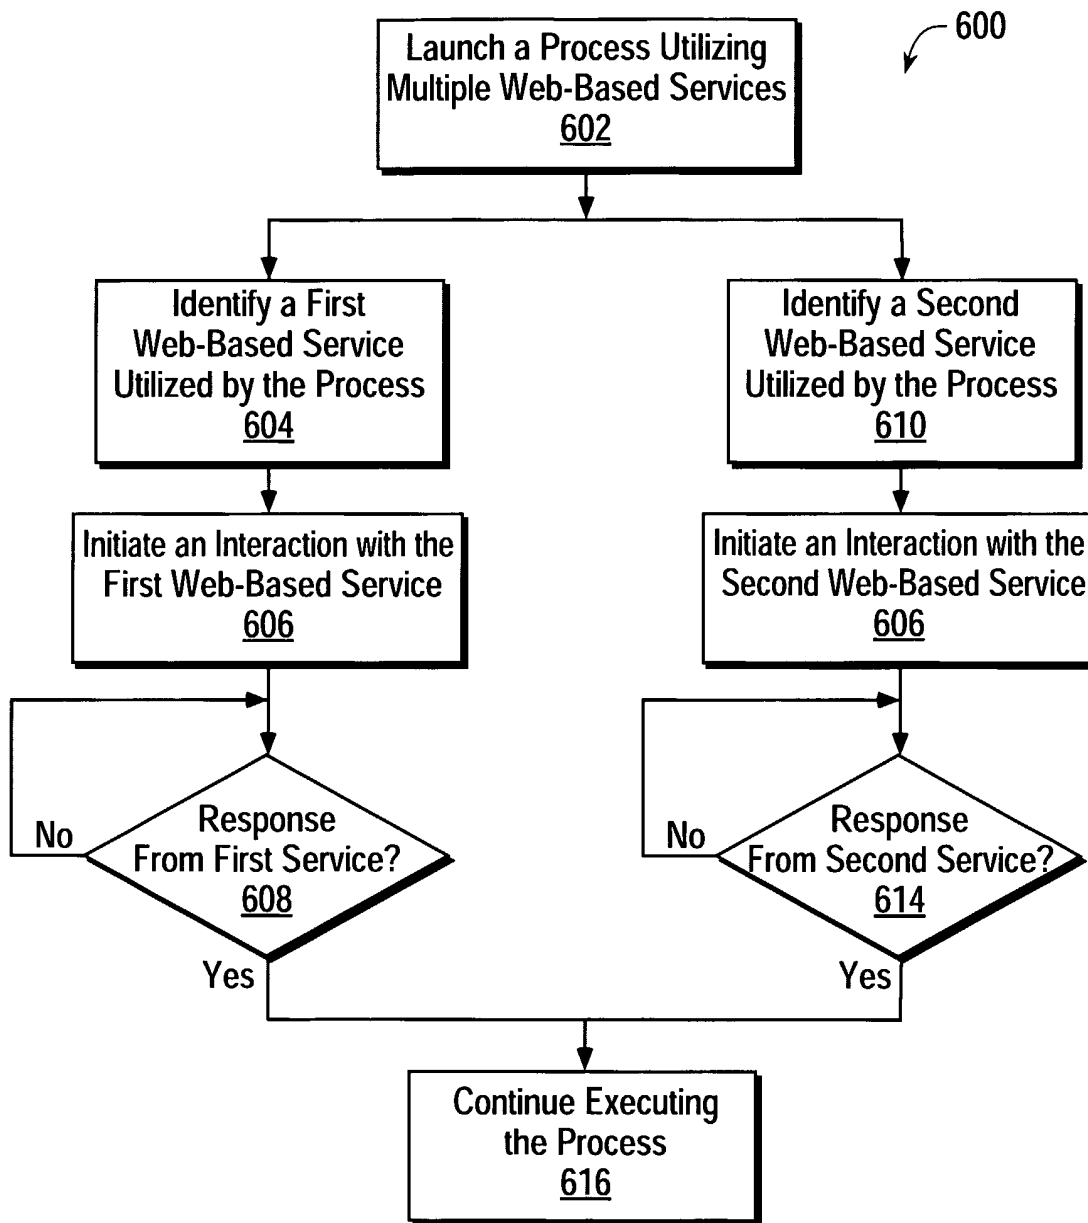 600
Launch a Process Utilizing
Multiple Web-Based Services
602
Identify a First
Web-Based Service
Utilized by the Process
604
Identify a Second
Web-Based Service
Utilized by the Process
610
Initiate an Interaction with the
First Web-Based Service
606
Initiate an Interaction with the
Second Web-Based Service
606
No
Response
From First Service?
608
Yes
No
Response
From Second Service?
614
Yes
Continue Executing
the Process
616